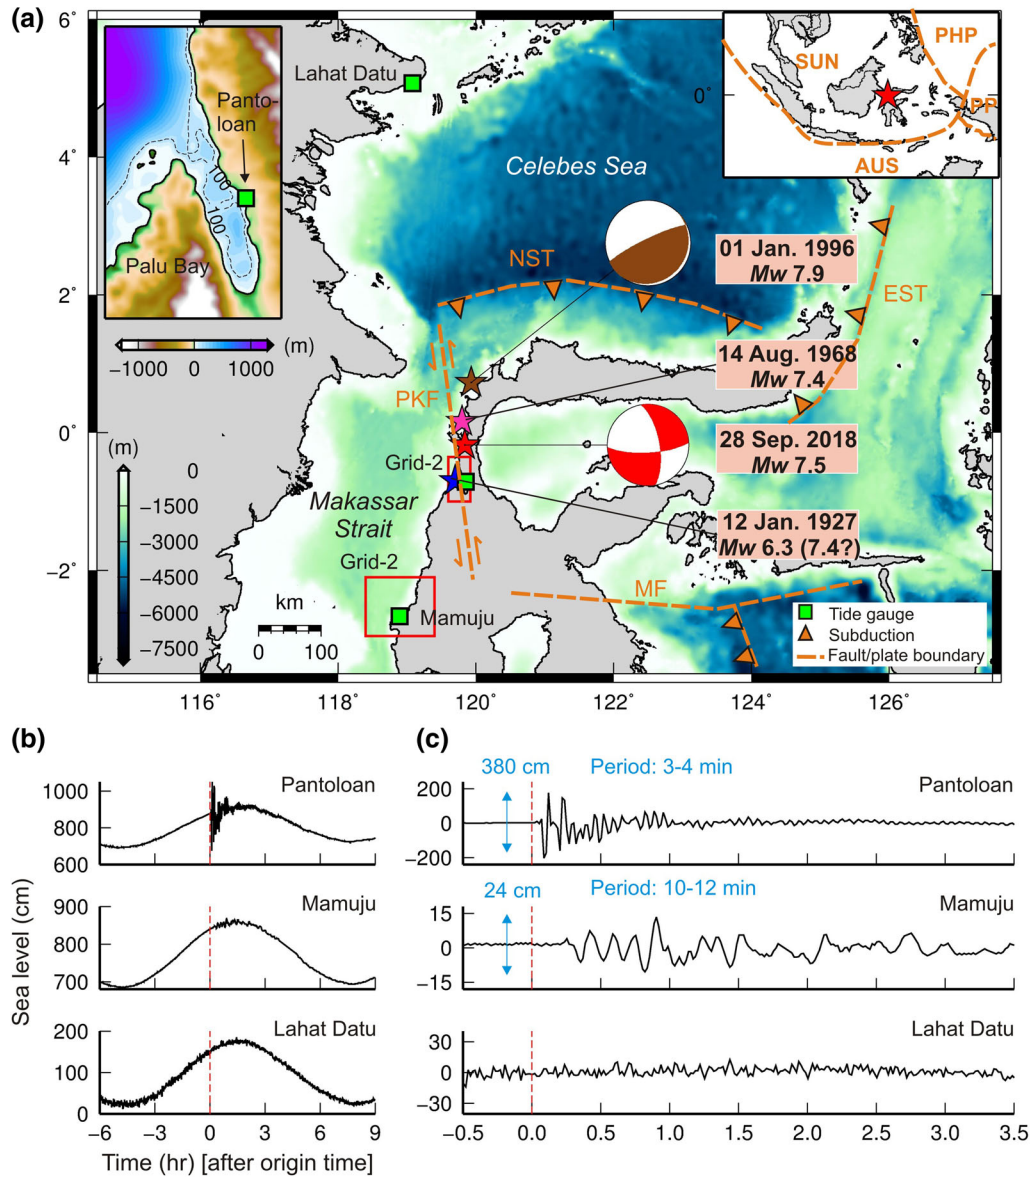 (a)
6˚
4˚
2˚
0˚
−2˚
116˚
118˚
120˚
122˚
124˚
126˚
Panto-
loan
100
100
Palu Bay
−1000
0
1000
(m)
(m)
0
−1500
−3000
−4500
−6000
−7500
Lahat Datu
Celebes Sea
0˚
SUN
PHP
PP
AUS
NST
EST
PKF
MF
01 Jan. 1996
Mw 7.9
14 Aug. 1968
Mw 7.4
28 Sep. 2018
Mw 7.5
12 Jan. 1927
Mw 6.3 (7.4?)
Grid-2
Makassar
Strait
Grid-2
Mamuju
km
0
100
Tide gauge
Subduction
Fault/plate boundary
(b)
Pantoloan
1050
900
750
600
Mamuju
900
800
700
Lahat Datu
200
100
0
−6
−3
0
3
6
9
Sea level (cm)
Time (hr) [after origin time]
(c)
380 cm
Period: 3-4 min
Pantoloan
200
0
−200
24 cm
Period: 10-12 min
Mamuju
15
0
−15
Lahat Datu
30
0
−30
−0.5
0.0
0.5
1.0
1.5
2.0
2.5
3.0
3.5